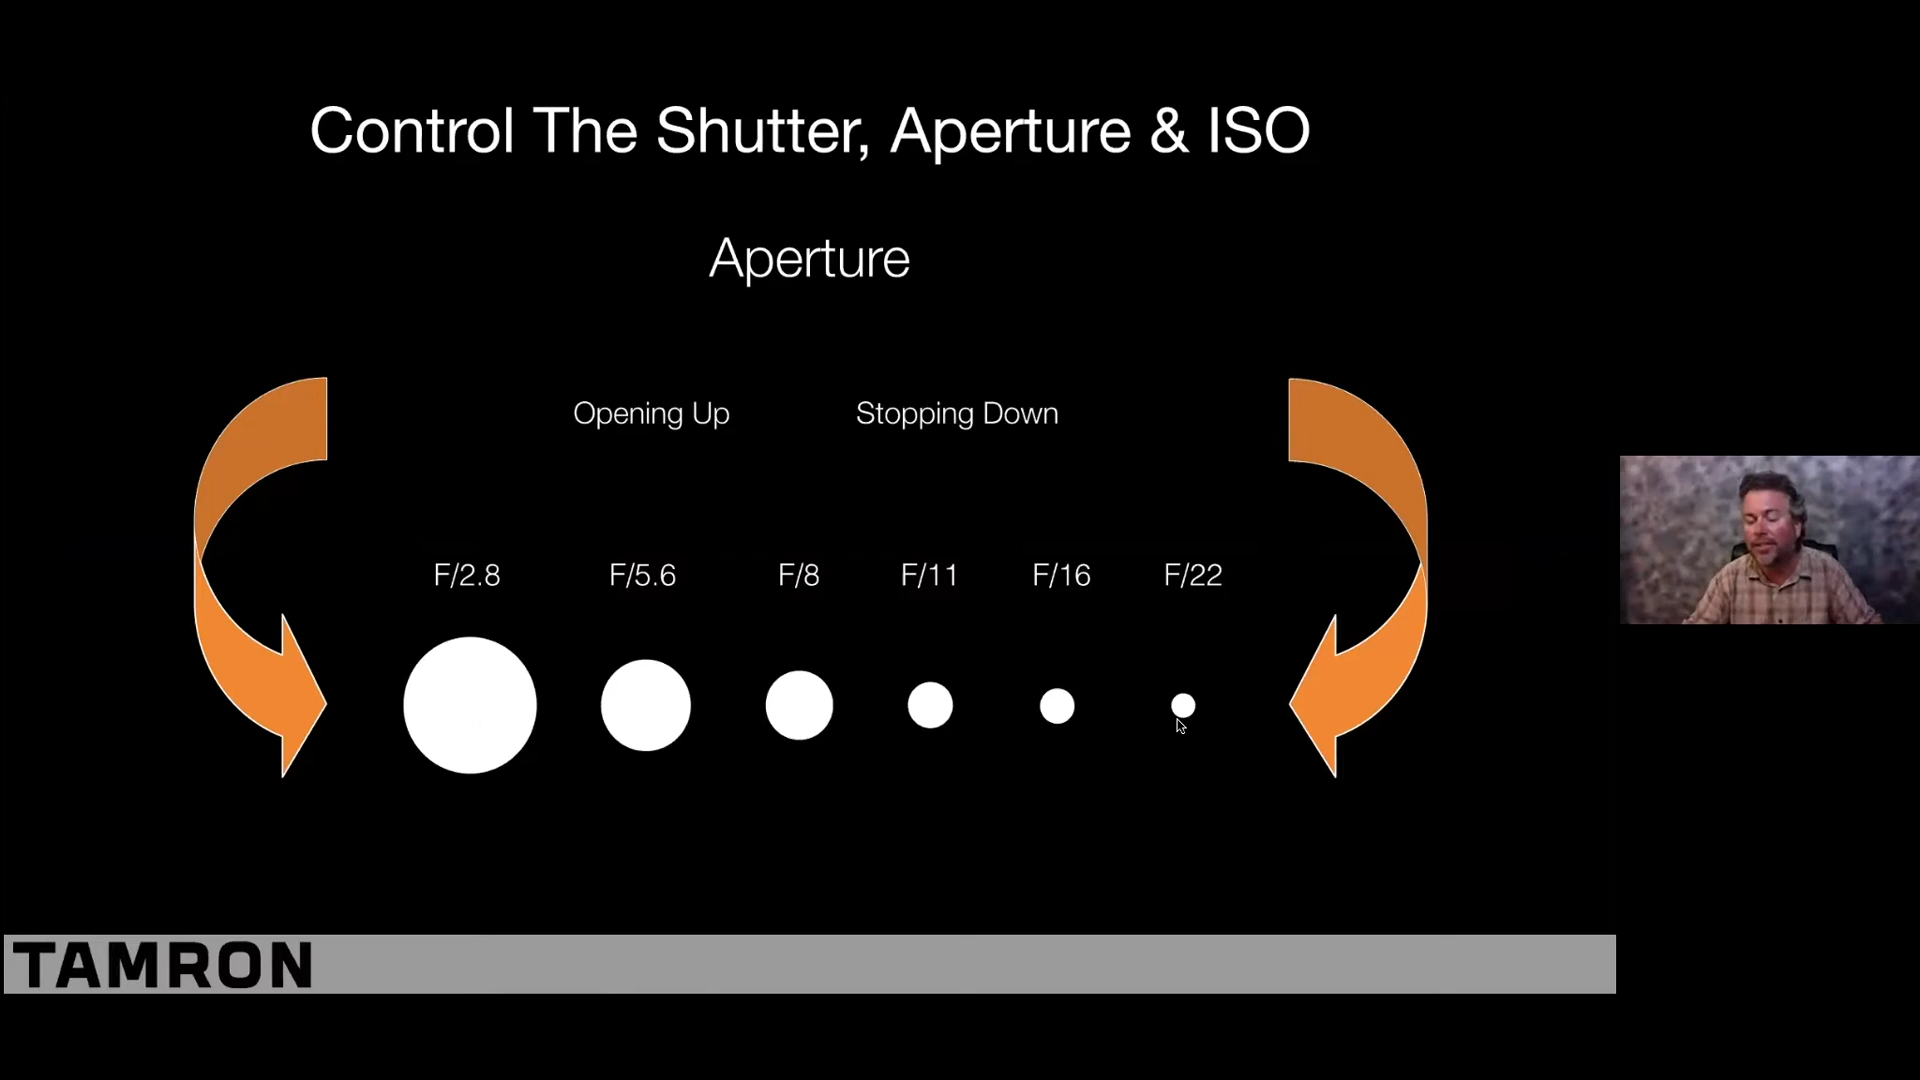 Control The Shutter, Aperture & ISO
Aperture
Opening Up Stopping Down
F/2.8 F/5.6 F/8 F/11 F/16 F/22
TAMRON